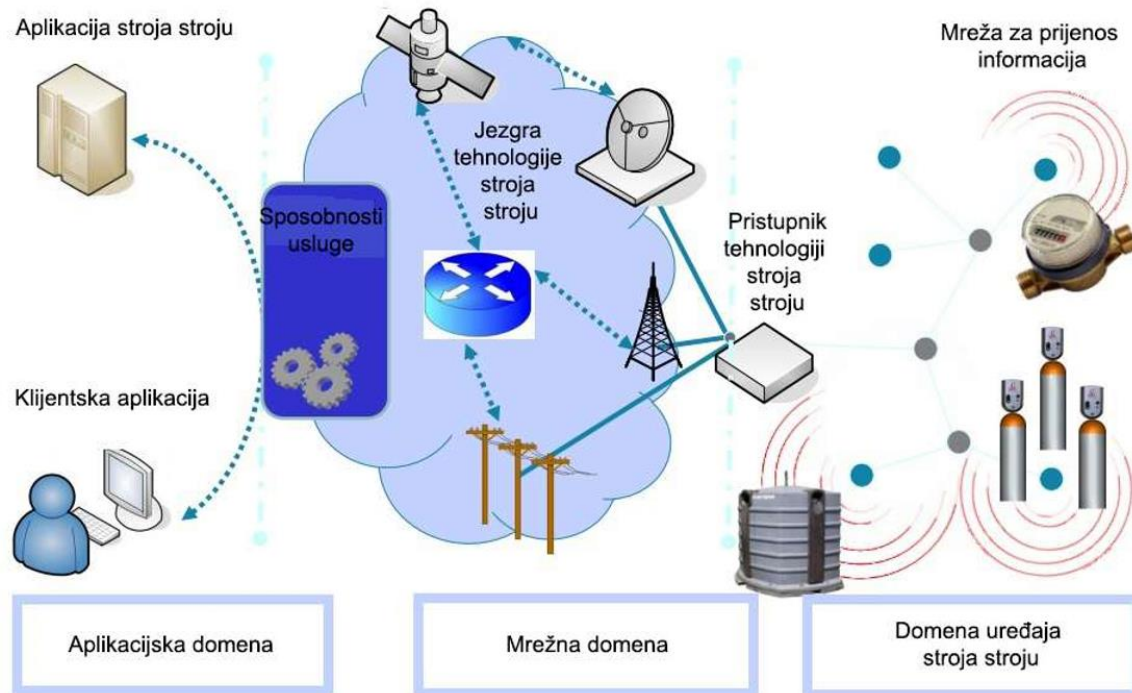 Aplikacija stroja stroju
Mreža za prijenos
informacija
Jezgra
tehnologije
stroja
stroju
Sposobnosti
usluge
Pristupnik
tehnologiji
stroja
stroju
Klijentska aplikacija
Aplikacijska domena
Mrežna domena
Domena uređaja
stroja stroju